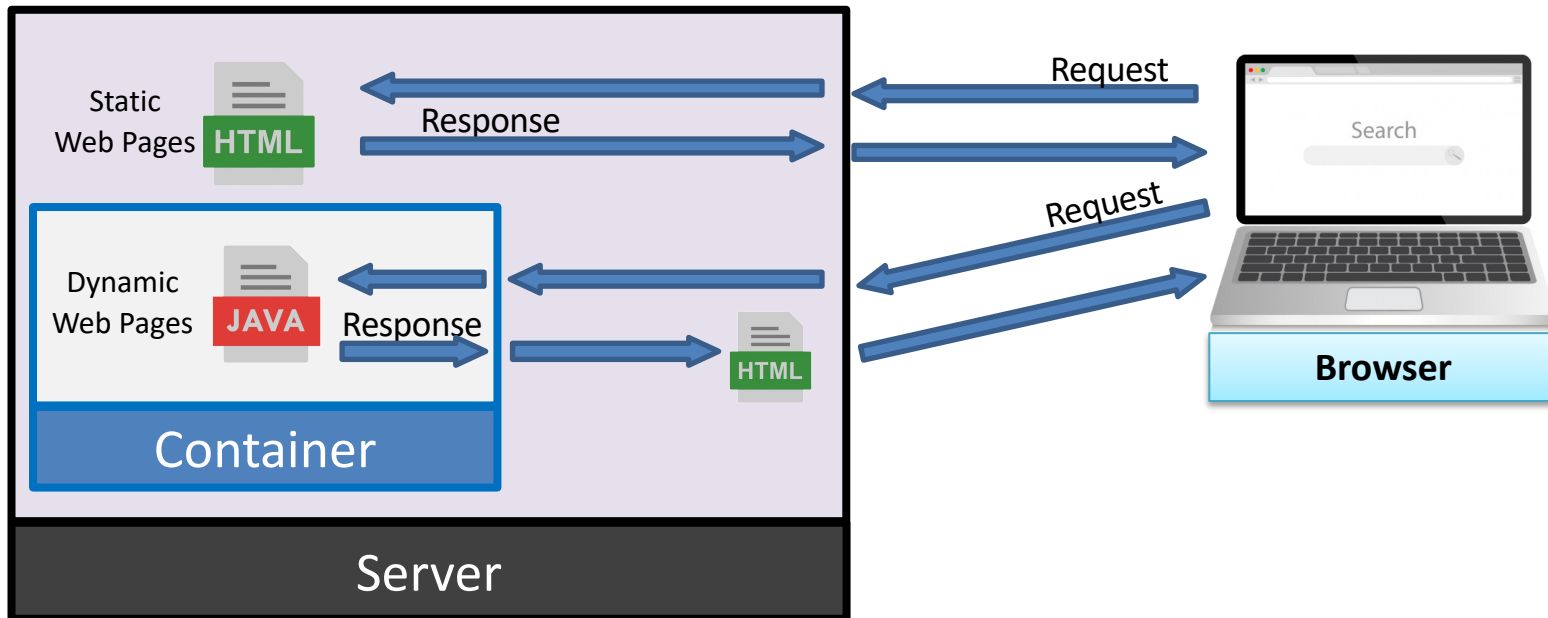 Request
Static
Web Pages
HTML
Response
Search
Request
Dynamic
Web Pages
JAVA
Response
HTML
Browser
Container
Server